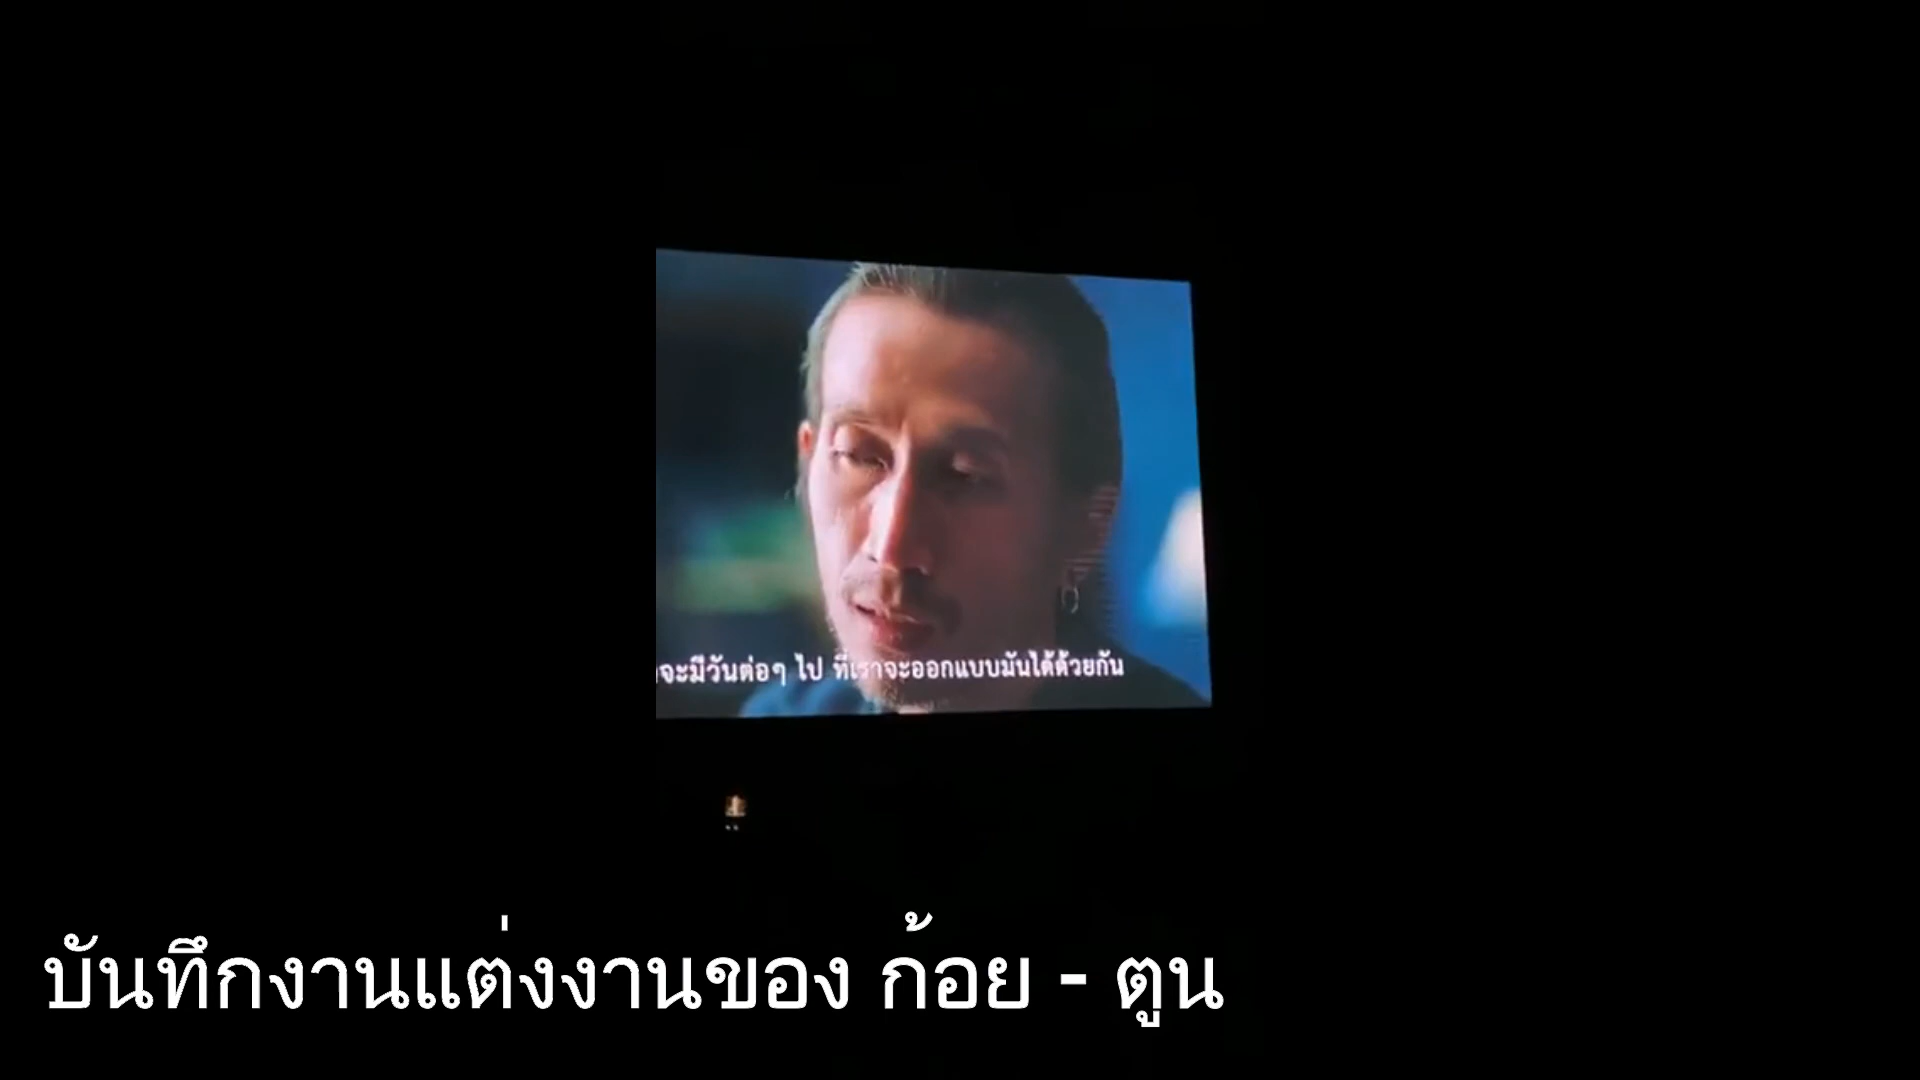 จะมีวันต่อๆ ไป ที่เราจะออกแบบมันได้ด้วยกัน
บันทึกงานแต่งงานของ ก้อย - ตูน